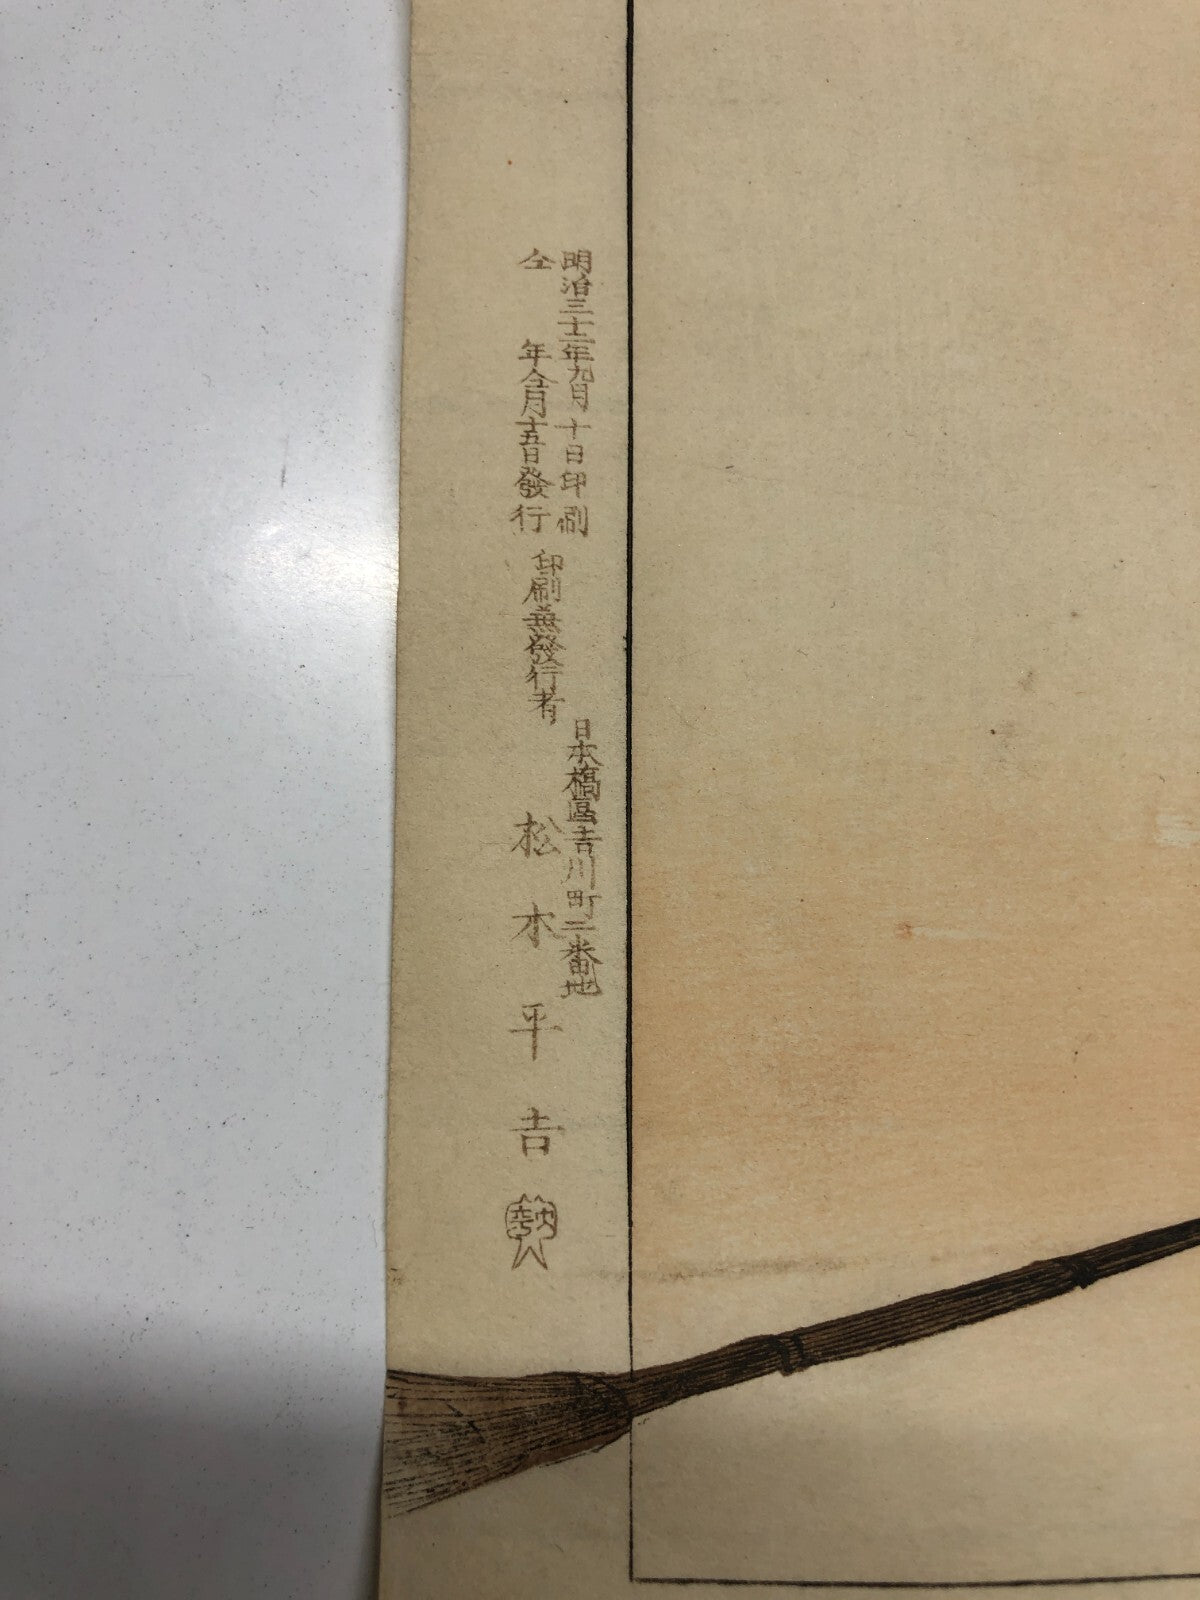 明治三十一年九月十日印刷
仝年仝月十五日發行
印刷兼發行者
日本橋區吉川町二番地
松木平吉